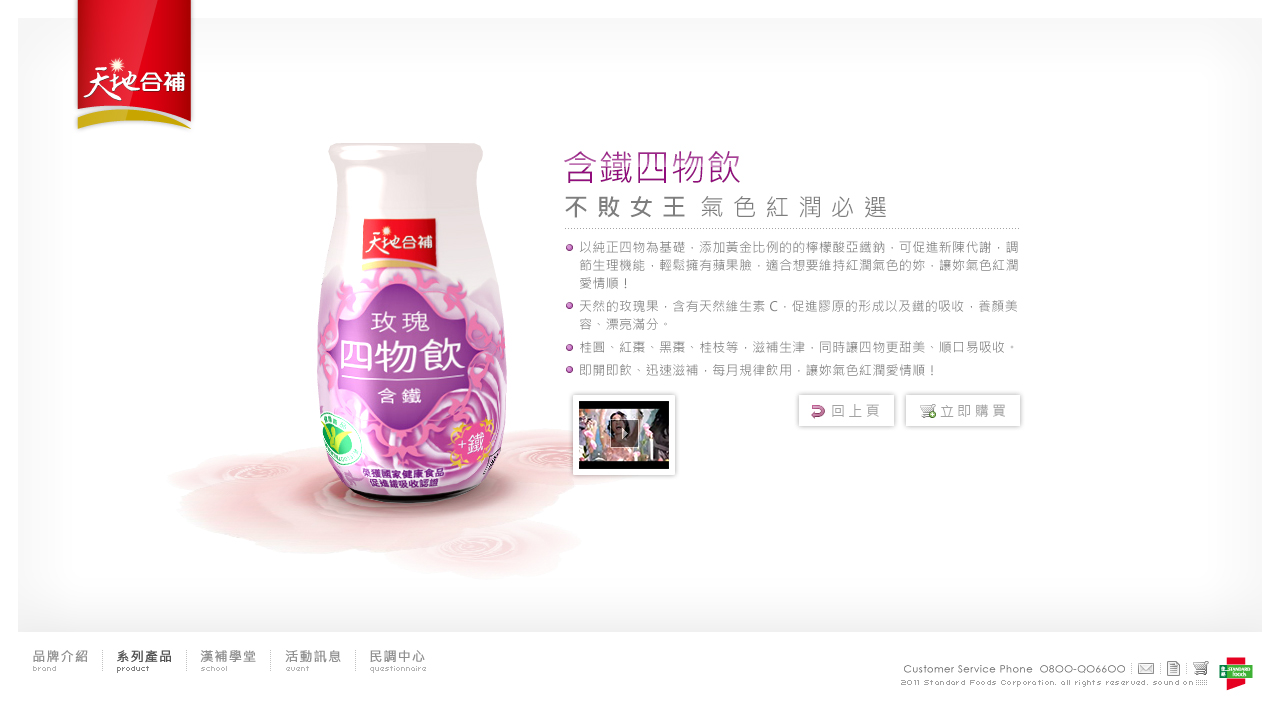 天地合補
含鐵四物飲
不敗女王 氣色紅潤必選
以純正四物為基礎，添加黃金比例的的檸檬酸亞鐵鈉，可促進新陳代謝，調
節生理機能，輕鬆擁有蘋果臉，適合想要維持紅潤氣色的妳，讓妳氣色紅潤
愛情順！
天然的玫瑰果，含有天然維生素 C，促進膠原的形成以及鐵的吸收，養顏美
容、漂亮滿分。
桂圓、紅棗、黑棗、桂枝等，滋補生津，同時讓四物更甜美、順口易吸收。
即開即飲、迅速滋補，每月規律飲用，讓妳氣色紅潤愛情順！
回上頁
立即購買
天地合補
玫瑰
四物飲
含鐵
+鐵
榮獲國家健康食品
促進鐵吸收認證
品牌介紹
brand
系列產品
product
漢補學堂
school
活動訊息
event
民調中心
questionnaire
Customer Service Phone 0800-006600
2011 Standard Foods Corporation. all rights reserved. sound on
STANDARD
foods